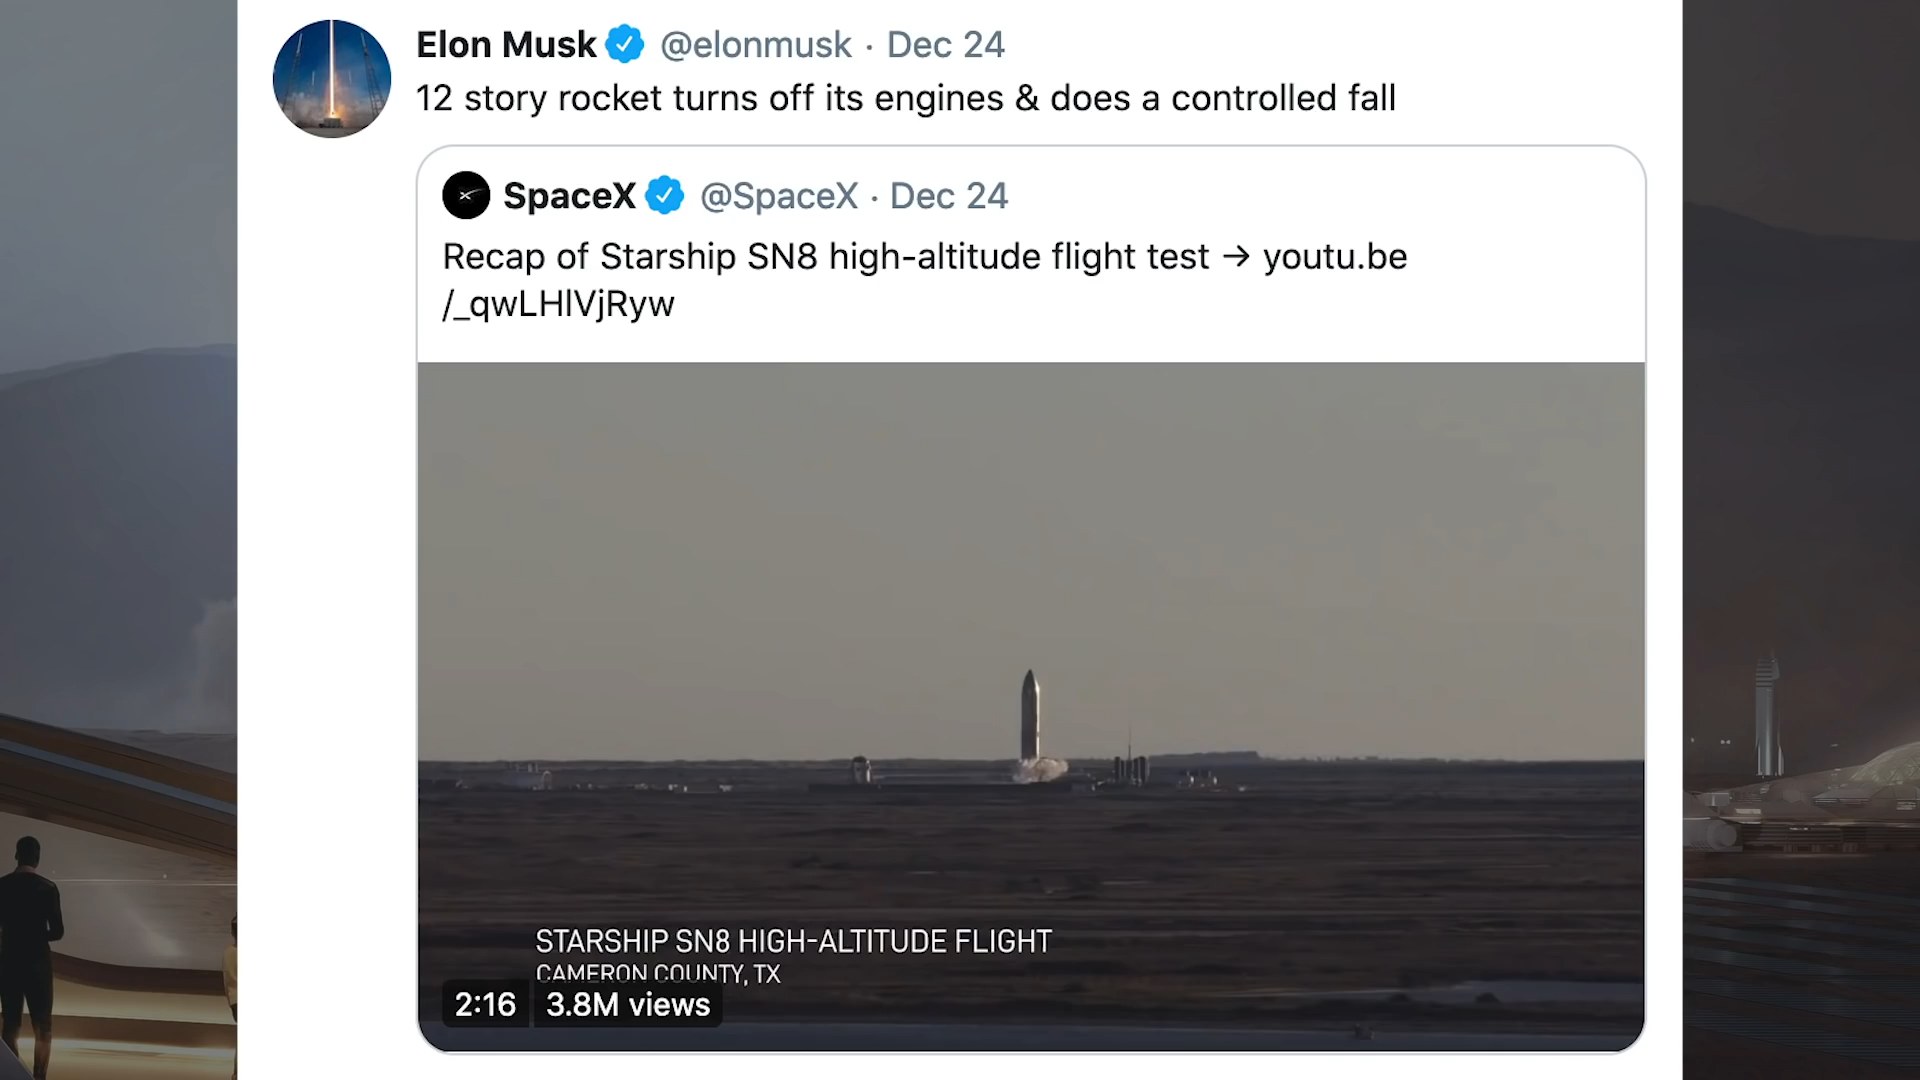 Elon Musk @elonmusk · Dec 24
12 story rocket turns off its engines & does a controlled fall
SpaceX @SpaceX · Dec 24
Recap of Starship SN8 high-altitude flight test → youtu.be
/_qwLHlVjRyw
STARSHIP SN8 HIGH-ALTITUDE FLIGHT
CAMERON COUNTY, TX
2:16 3.8M views